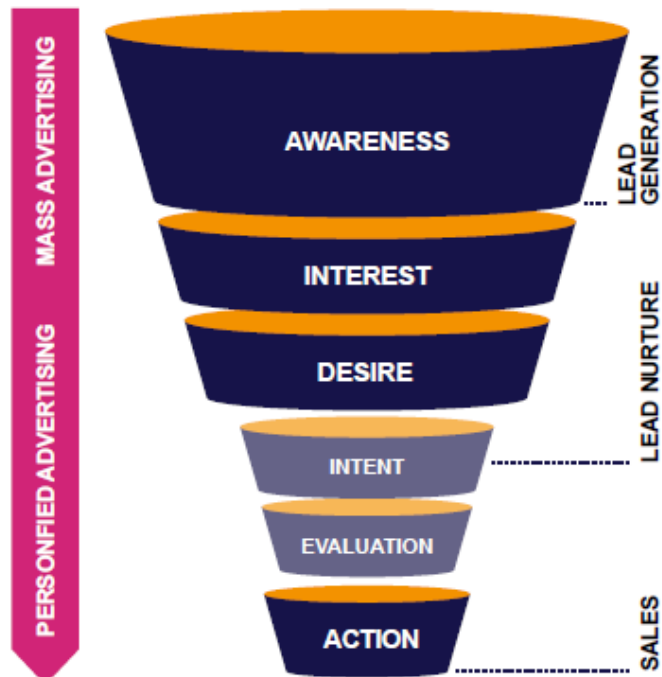 MASS ADVERTISING
PERSONFIED ADVERTISING
AWARENESS
INTEREST
DESIRE
INTENT
EVALUATION
ACTION
LEAD
GENERATION
LEAD NURTURE
SALES